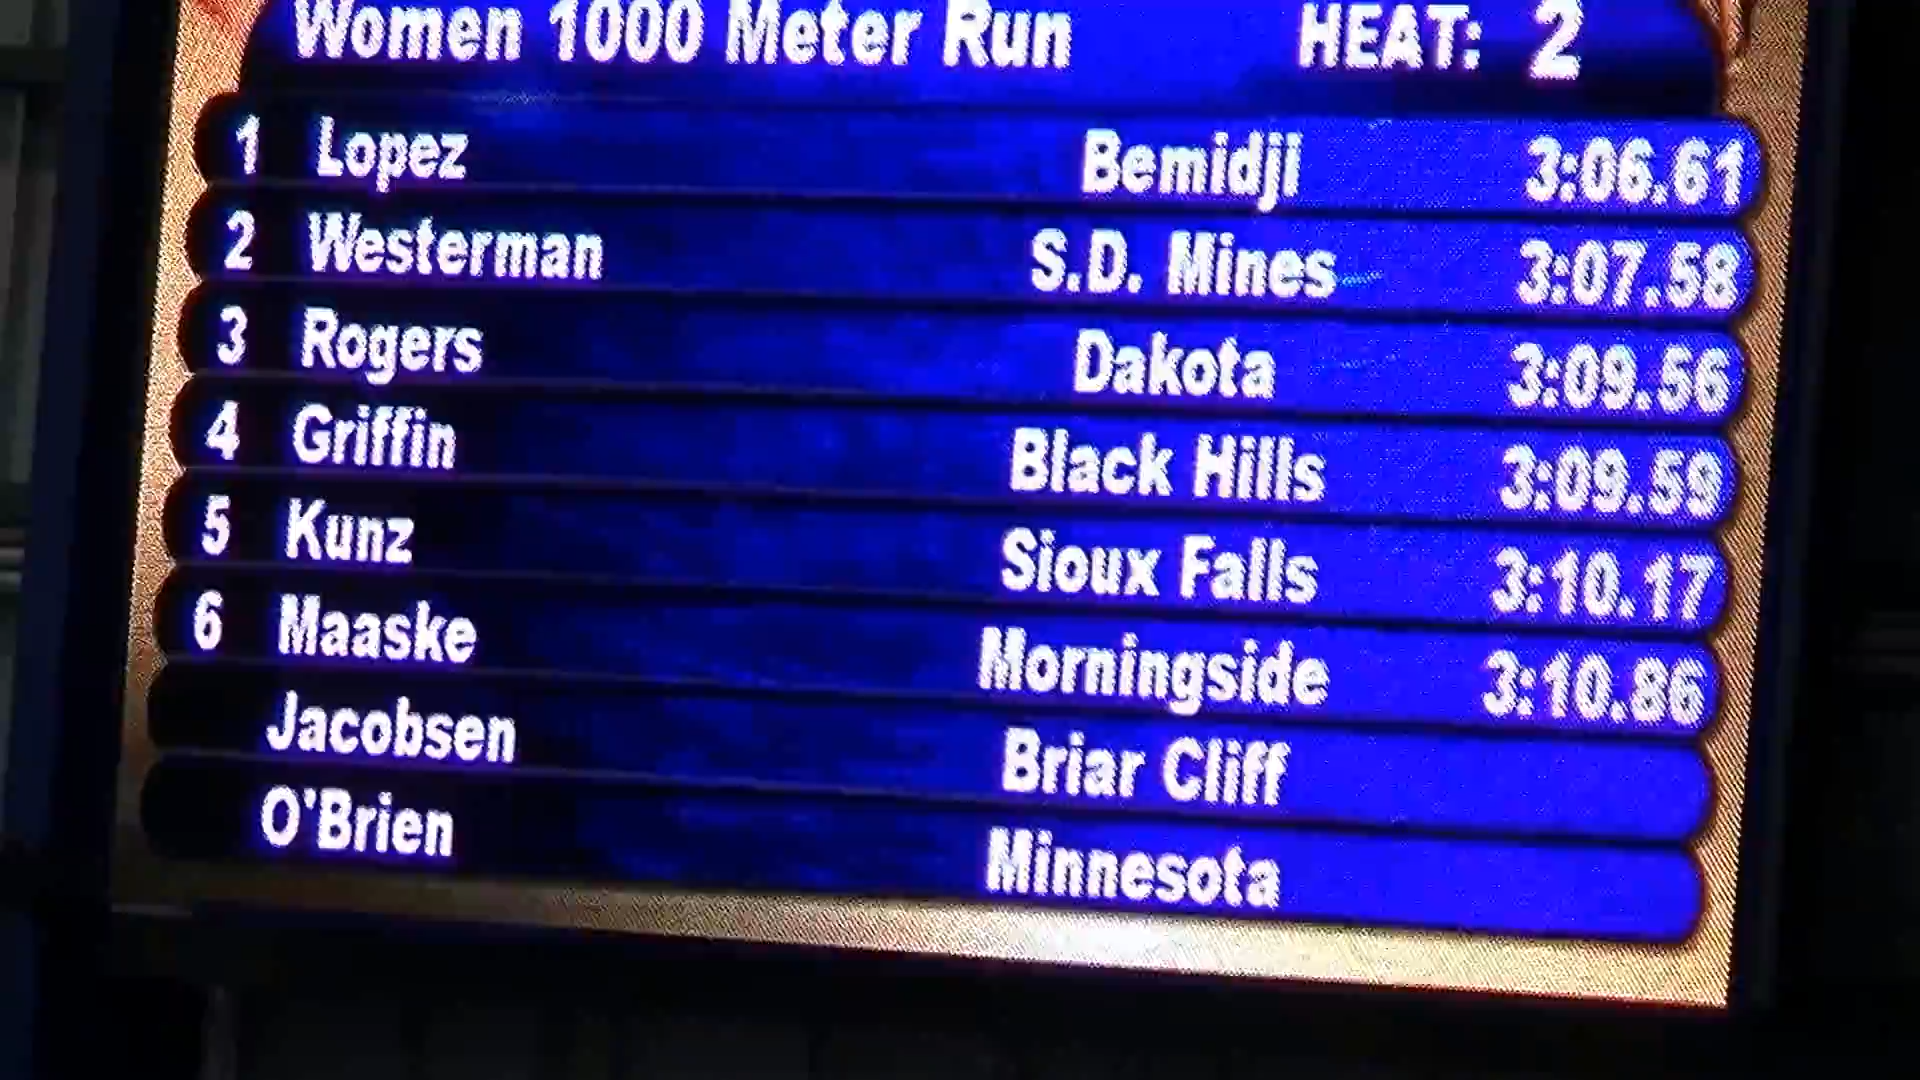 Women 1000 Meter Run HEAT: 2
1 Lopez Bemidji 3:06.61
2 Westerman S.D. Mines 3:07.58
3 Rogers Dakota 3:09.56
4 Griffin Black Hills 3:09.59
5 Kunz Sioux Falls 3:10.17
6 Maaske Morningside 3:10.86
Jacobsen Briar Cliff
O'Brien Minnesota